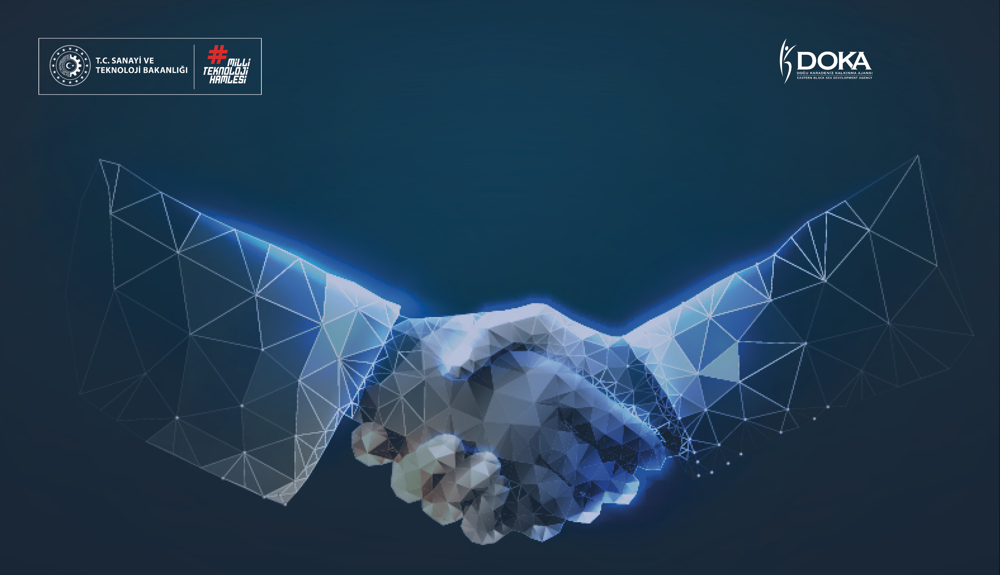 T.C. SANAYİ VE
TEKNOLOJİ BAKANLIĞI
#
MİLLİ
TEKNOLOJİ
HAMLESİ
DOKA
DOĞU KARADENİZ KALKINMA AJANSI
EASTERN BLACK SEA DEVELOPMENT AGENCY